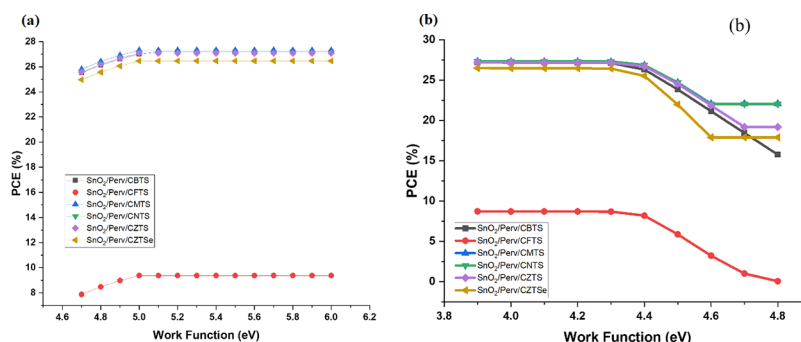 (a)
28
26
24
22
20
18
16
14
12
10
8
PCE (%)
SnO₂/Perv/CBTS
SnO₂/Perv/CFTS
SnO₂/Perv/CMTS
SnO₂/Perv/CNTS
SnO₂/Perv/CZTS
SnO₂/Perv/CZTSe
4.6 4.8 5.0 5.2 5.4 5.6 5.8 6.0 6.2
Work Function (eV)
(b)
(b)
30
25
20
15
10
5
0
PCE (%)
SnO₂/Perv/CBTS
SnO₂/Perv/CFTS
SnO₂/Perv/CMTS
SnO₂/Perv/CNTS
SnO₂/Perv/CZTS
SnO₂/Perv/CZTSe
3.8 4.0 4.2 4.4 4.6 4.8
Work Function (eV)